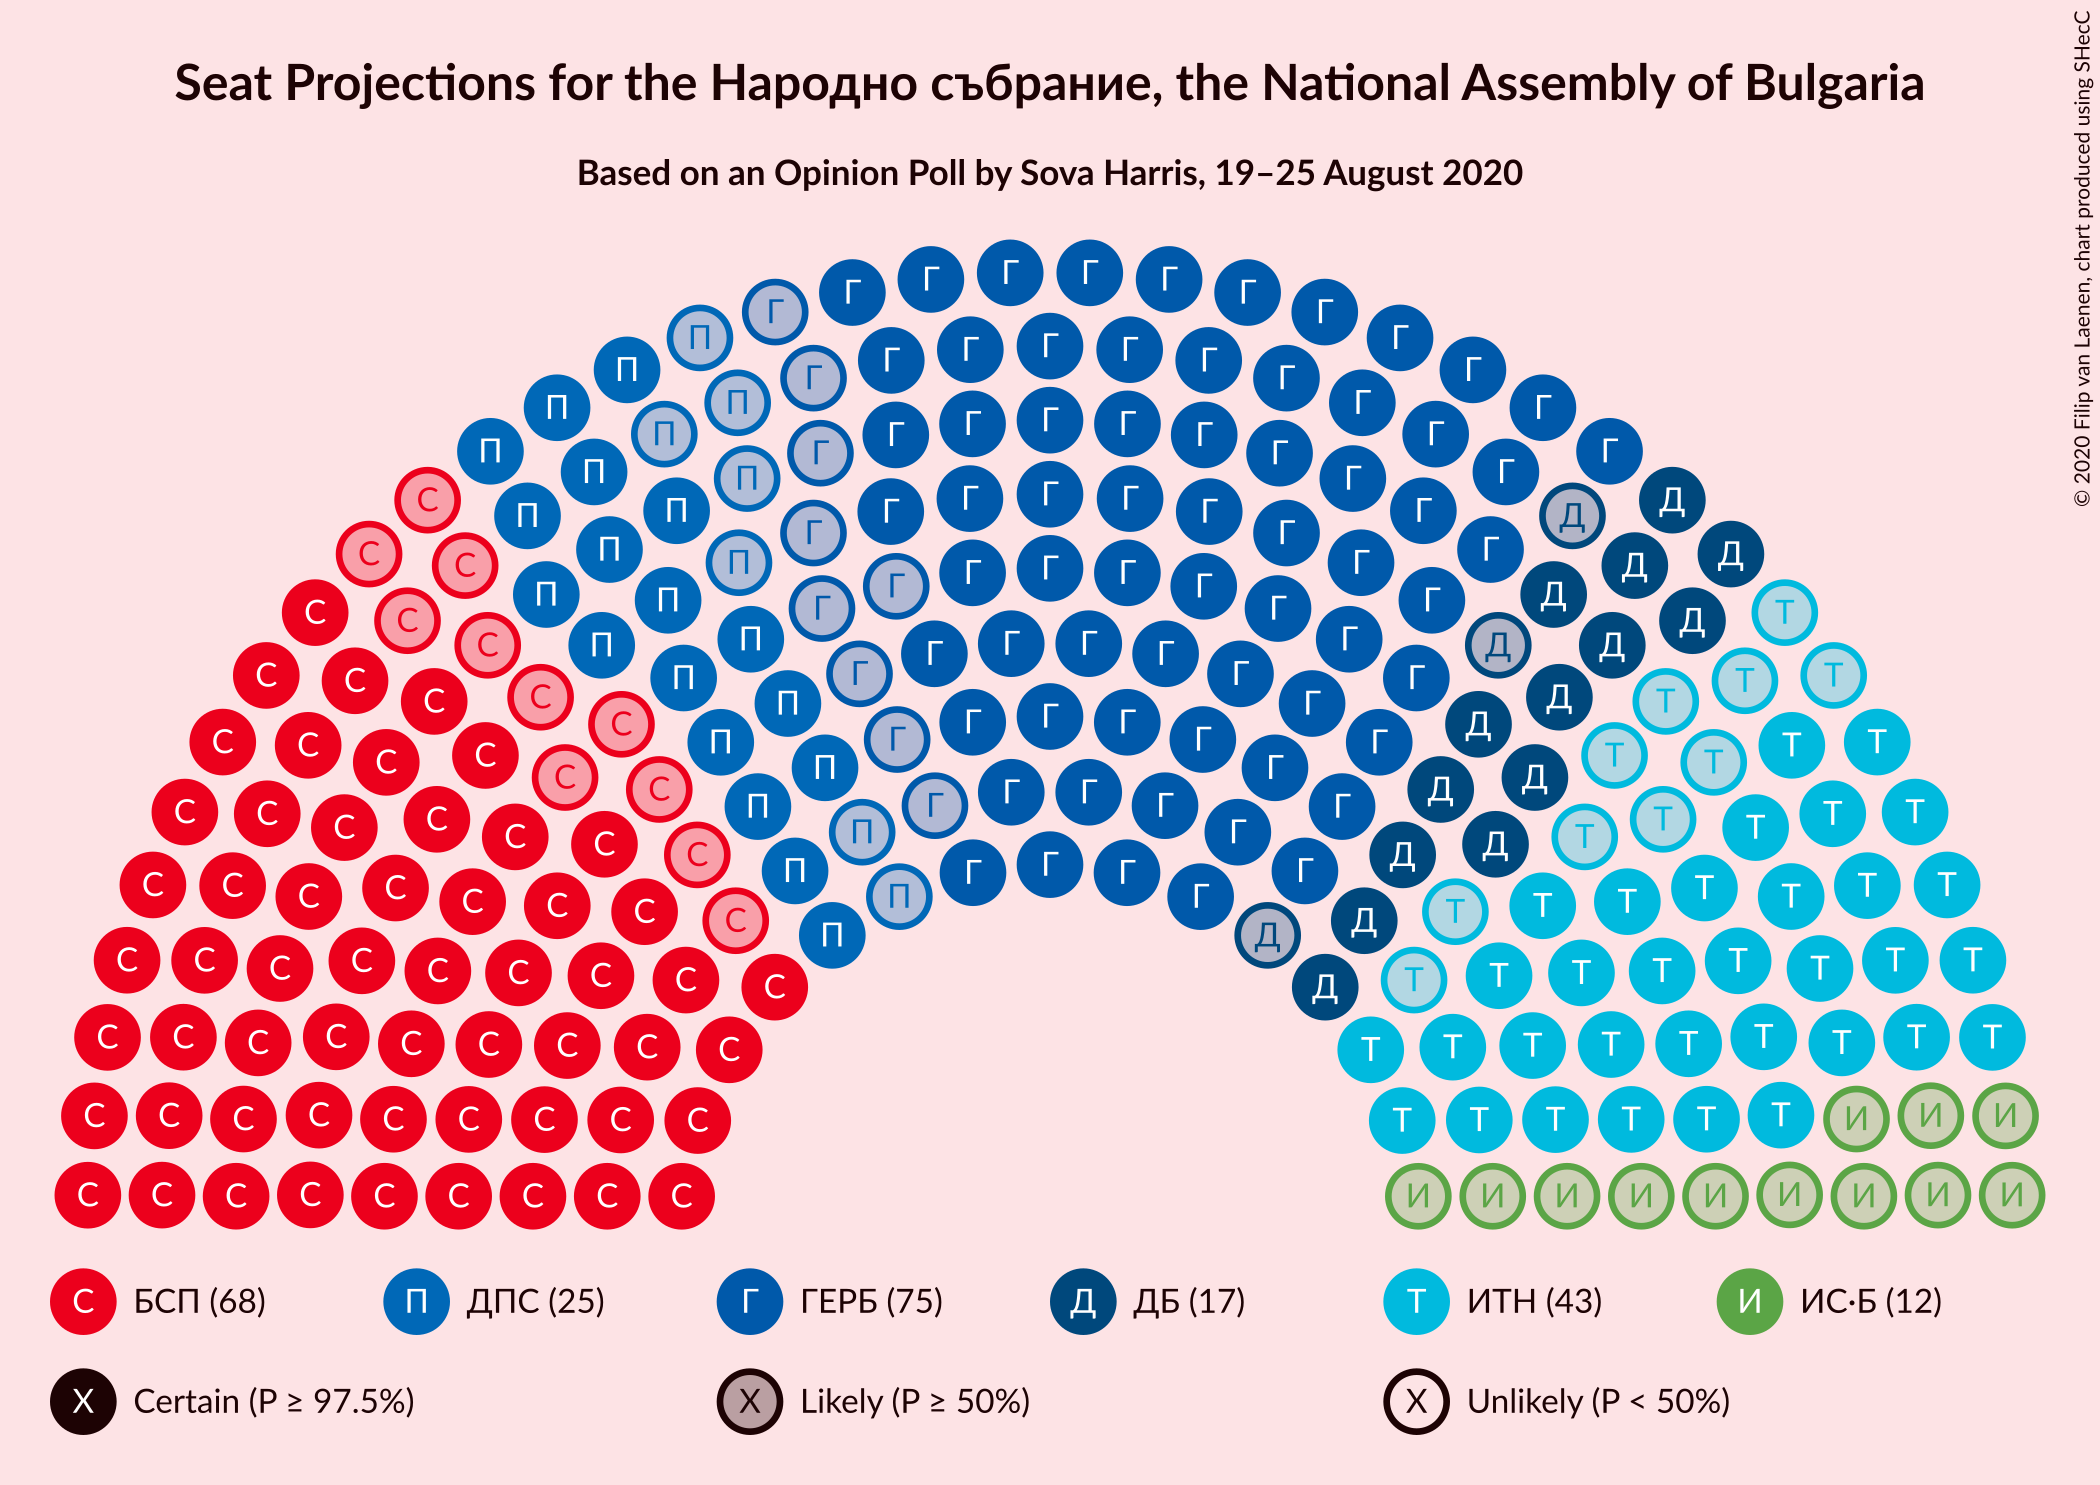 Seat Projections for the Народно събрание, the National Assembly of Bulgaria
Based on an Opinion Poll by Sova Harris, 19–25 August 2020
© 2020 Filip van Laenen, chart produced using SHecC
С БСП (68) П ДПС (25) Г ГЕРБ (75) Д ДБ (17) Т ИТН (43) И ИС·Б (12)
X Certain (P ≥ 97.5%) X Likely (P ≥ 50%) X Unlikely (P < 50%)